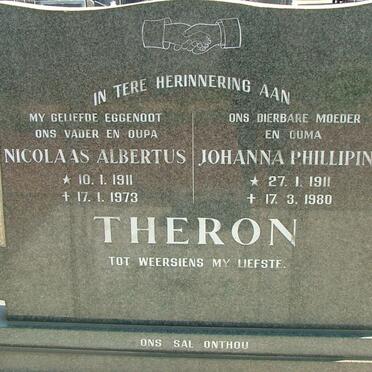 IN TERE HERINNERING AAN
MY GELIEFDE EGGENOOT
ONS VADER EN OUPA
NICOLAAS ALBERTUS
★ 10. 1. 1911
✝ 17. 1. 1973
ONS DIERBARE MOEDER
EN OUMA
JOHANNA PHILLIPIN
★ 27. 1. 1911
✝ 17. 3. 1980
THERON
TOT WEERSIENS MY LIEFSTE.
ONS SAL ONTHOU